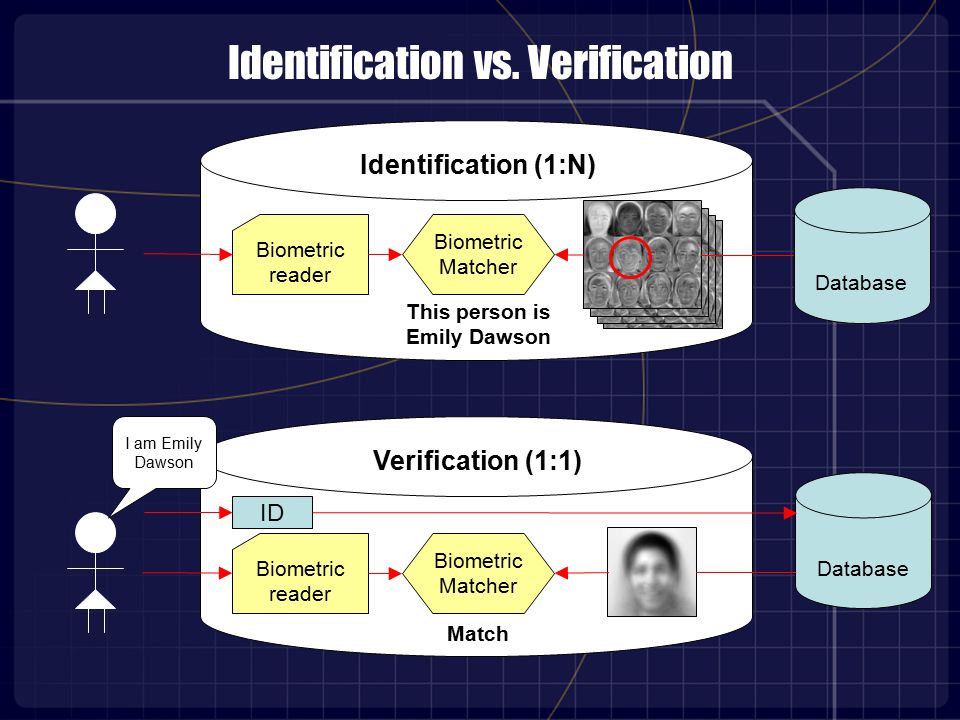 Identification vs. Verification
Identification (1:N)
Biometric
reader
Biometric
Matcher
Database
This person is
Emily Dawson
I am Emily
Dawson
Verification (1:1)
ID
Biometric
reader
Biometric
Matcher
Database
Match